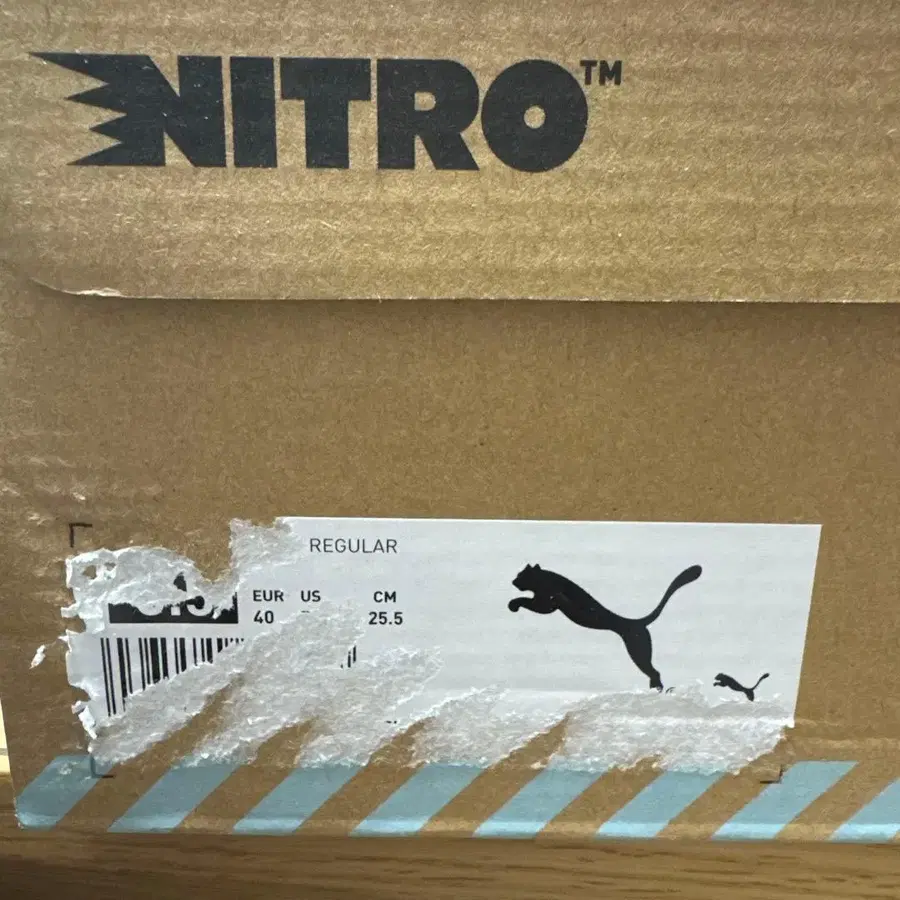 NITRO™
REGULAR
EUR US CM
40 25.5